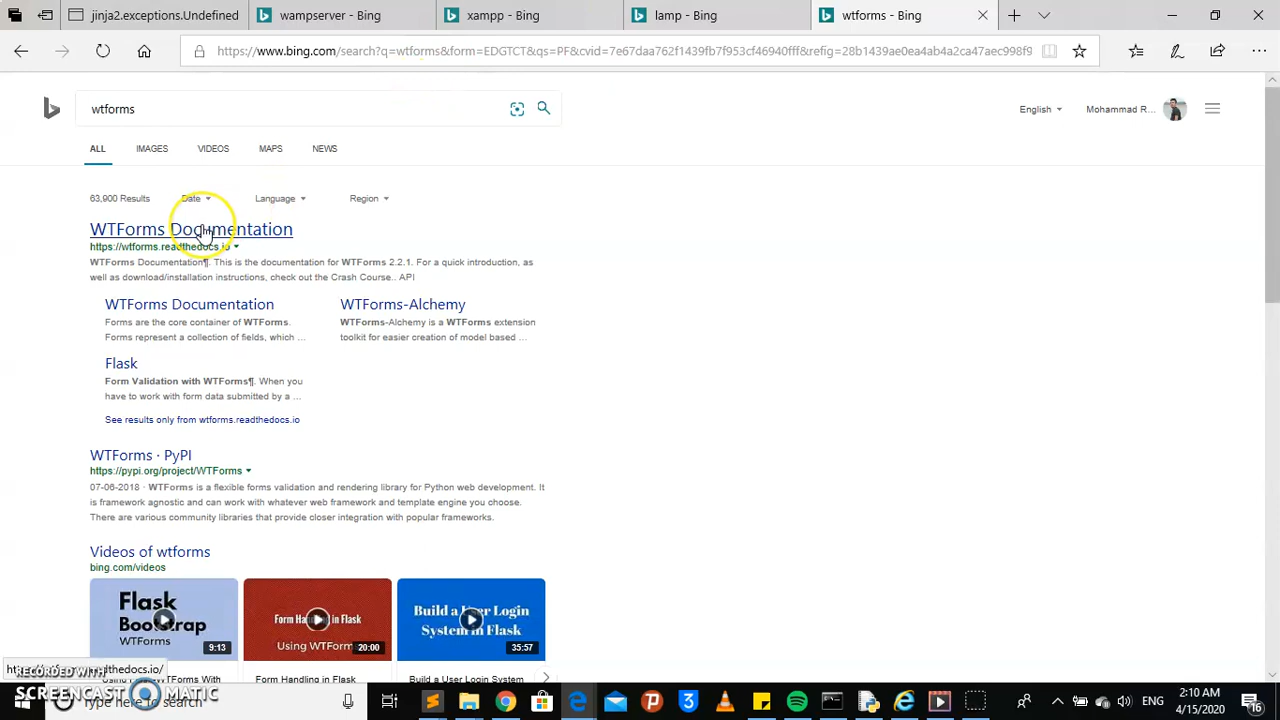 jinja2.exceptions.Undefined
wampserver - Bing
xampp - Bing
lamp - Bing
wtforms - Bing
https://www.bing.com/search?q=wtforms&form=EDGTCT&qs=PF&cvid=7e67daa762f1439fb7f953cf46940fff&refig=28b1439ae0ea4b4a2ca47aec998f9
wtforms
English
Mohammad R...
ALL
IMAGES
VIDEOS
MAPS
NEWS
63,900 Results
Date
Language
Region
WTForms Documentation
https://wtforms.readthedocs.io
WTForms Documentation¶. This is the documentation for WTForms 2.2.1. For a quick introduction, as
well as download/installation instructions, check out the Crash Course.. API
WTForms Documentation
Forms are the core container of WTForms.
Forms represent a collection of fields, which ...
WTForms-Alchemy
WTForms-Alchemy is a WTForms extension
toolkit for easier creation of model based ...
Flask
Form Validation with WTForms¶. When you
have to work with form data submitted by a ...
See results only from wtforms.readthedocs.io
WTForms · PyPI
https://pypi.org/project/WTForms
07-06-2018 · WTForms is a flexible forms validation and rendering library for Python web development. It
is framework agnostic and can work with whatever web framework and template engine you choose.
There are various community libraries that provide closer integration with popular frameworks.
Videos of wtforms
bing.com/videos
Flask
Bootstrap
WTForms
9:13
Form Handling in Flask
Using WTForms
20:00
Build a User Login
System in Flask
35:57
Using WTForms With
Form Handling in Flask
Build a User Login System
RECORDED WITH
SCREENCAST MATIC
Type here to search
ENG
2:10 AM
4/15/2020
16